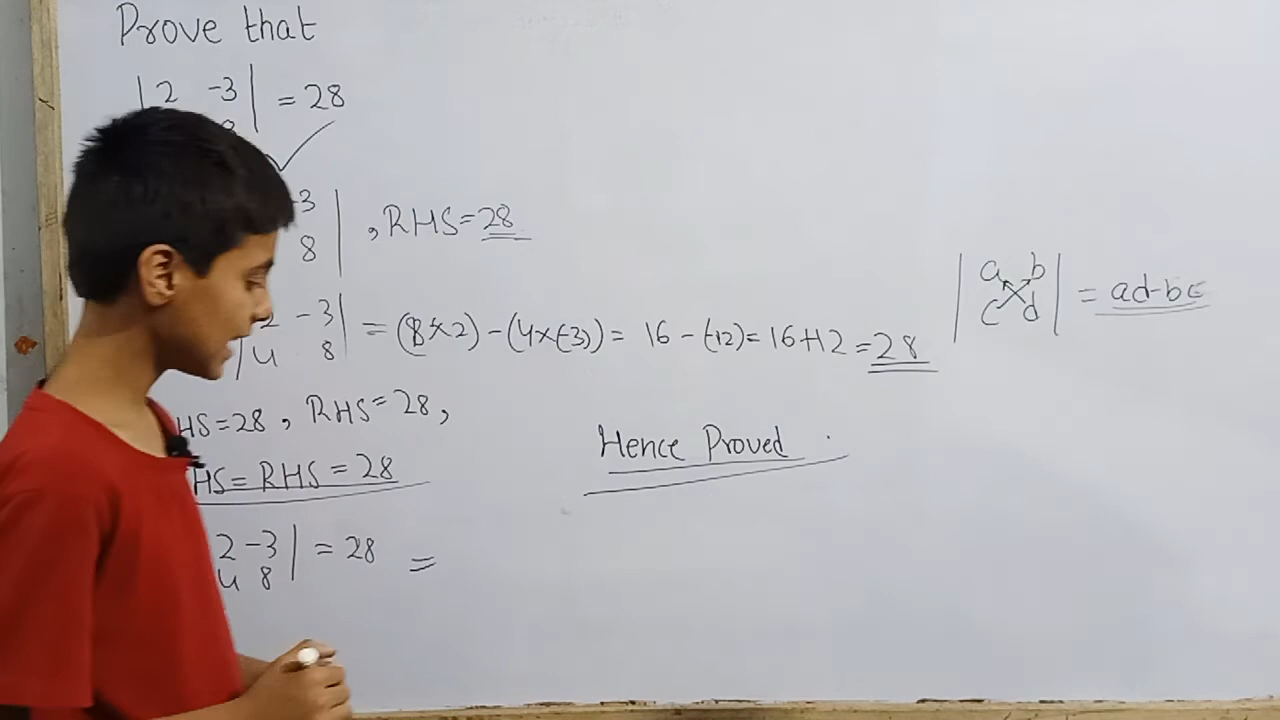 Prove that
|2 -3| = 28
8
-3
8| , RHS = 28
2 -3| = (8×2) - (4×(-3)) = 16 - (-12) = 16+12 = 28
|4 8
HS = 28 , RHS = 28 ,
HS = RHS = 28
2 -3| = 28 =
4 8
Hence Proved
|a b| = ad-bc
c d